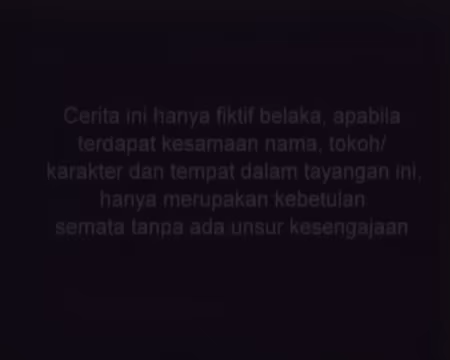 Cerita ini hanya fiktif belaka, apabila
terdapat kesamaan nama, tokoh/
karakter dan tempat dalam tayangan ini,
hanya merupakan kebetulan
semata tanpa ada unsur kesengajaan